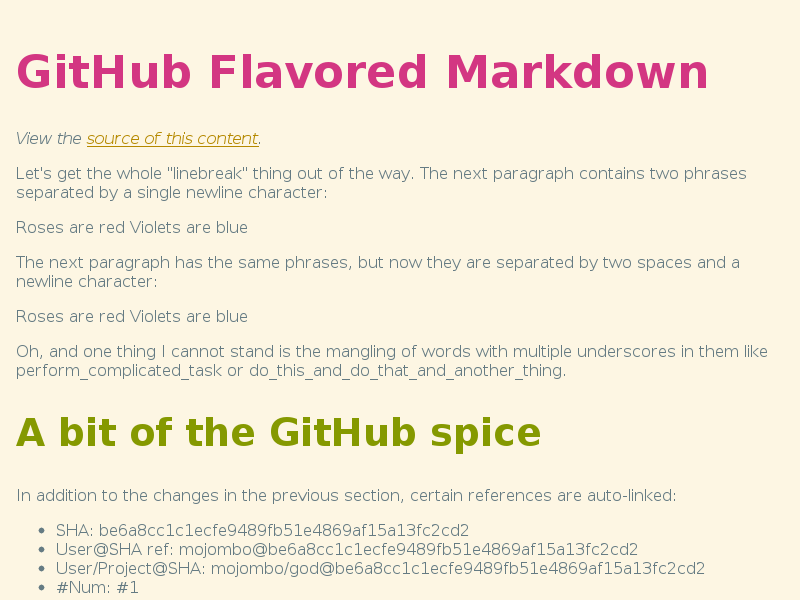 GitHub Flavored Markdown
View the source of this content.
Let's get the whole "linebreak" thing out of the way. The next paragraph contains two phrases
separated by a single newline character:
Roses are red Violets are blue
The next paragraph has the same phrases, but now they are separated by two spaces and a
newline character:
Roses are red Violets are blue
Oh, and one thing I cannot stand is the mangling of words with multiple underscores in them like
perform_complicated_task or do_this_and_do_that_and_another_thing.
A bit of the GitHub spice
In addition to the changes in the previous section, certain references are auto-linked:
• SHA: be6a8cc1c1ecfe9489fb51e4869af15a13fc2cd2
• User@SHA ref: mojombo@be6a8cc1c1ecfe9489fb51e4869af15a13fc2cd2
• User/Project@SHA: mojombo/god@be6a8cc1c1ecfe9489fb51e4869af15a13fc2cd2
• #Num: #1